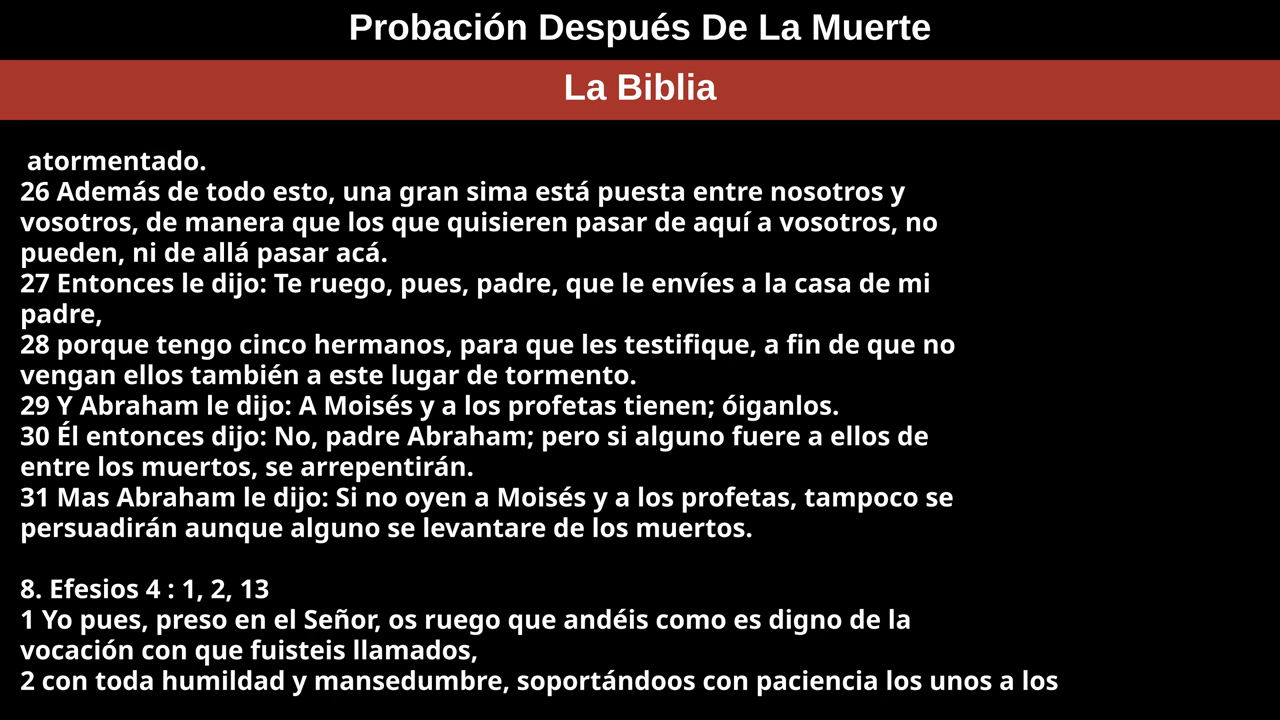 Probación Después De La Muerte
La Biblia
atormentado.
26 Además de todo esto, una gran sima está puesta entre nosotros y
vosotros, de manera que los que quisieren pasar de aquí a vosotros, no
pueden, ni de allá pasar acá.
27 Entonces le dijo: Te ruego, pues, padre, que le envíes a la casa de mi
padre,
28 porque tengo cinco hermanos, para que les testifique, a fin de que no
vengan ellos también a este lugar de tormento.
29 Y Abraham le dijo: A Moisés y a los profetas tienen; óiganlos.
30 Él entonces dijo: No, padre Abraham; pero si alguno fuere a ellos de
entre los muertos, se arrepentirán.
31 Mas Abraham le dijo: Si no oyen a Moisés y a los profetas, tampoco se
persuadirán aunque alguno se levantare de los muertos.
8. Efesios 4 : 1, 2, 13
1 Yo pues, preso en el Señor, os ruego que andéis como es digno de la
vocación con que fuisteis llamados,
2 con toda humildad y mansedumbre, soportándoos con paciencia los unos a los